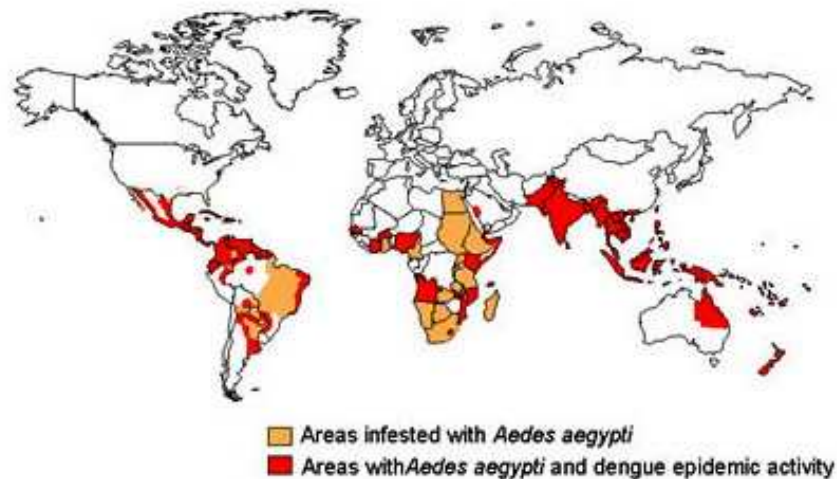 Areas infested with Aedes aegypti
Areas withAedes aegypti and dengue epidemic activity